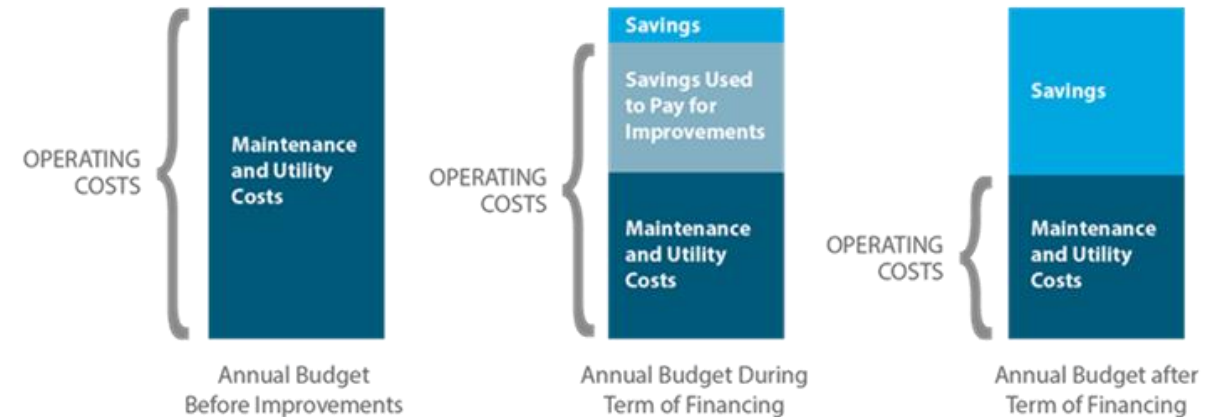 OPERATING
COSTS
Maintenance
and Utility
Costs
Annual Budget
Before Improvements
OPERATING
COSTS
Savings
Savings Used
to Pay for
Improvements
Maintenance
and Utility
Costs
Annual Budget During
Term of Financing
OPERATING
COSTS
Savings
Maintenance
and Utility
Costs
Annual Budget after
Term of Financing